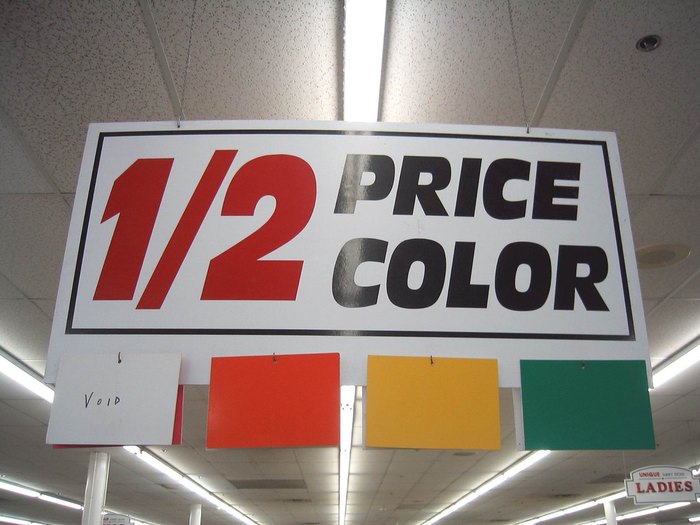 1/2 PRICE
COLOR
VOID
UNIQUE
LADIES